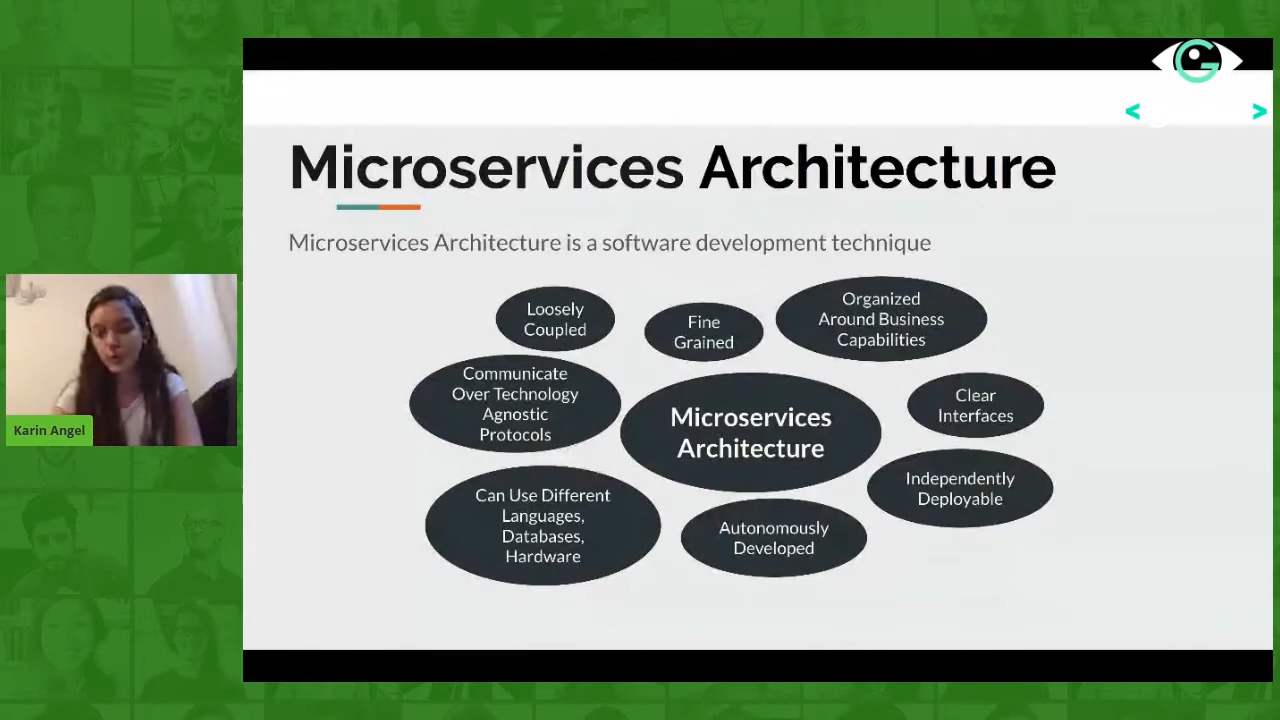 Microservices Architecture
Microservices Architecture is a software development technique
Loosely
Coupled
Fine
Grained
Organized
Around Business
Capabilities
Communicate
Over Technology
Agnostic
Protocols
Microservices
Architecture
Clear
Interfaces
Independently
Deployable
Can Use Different
Languages,
Databases,
Hardware
Autonomously
Developed
Karin Angel
G
< >